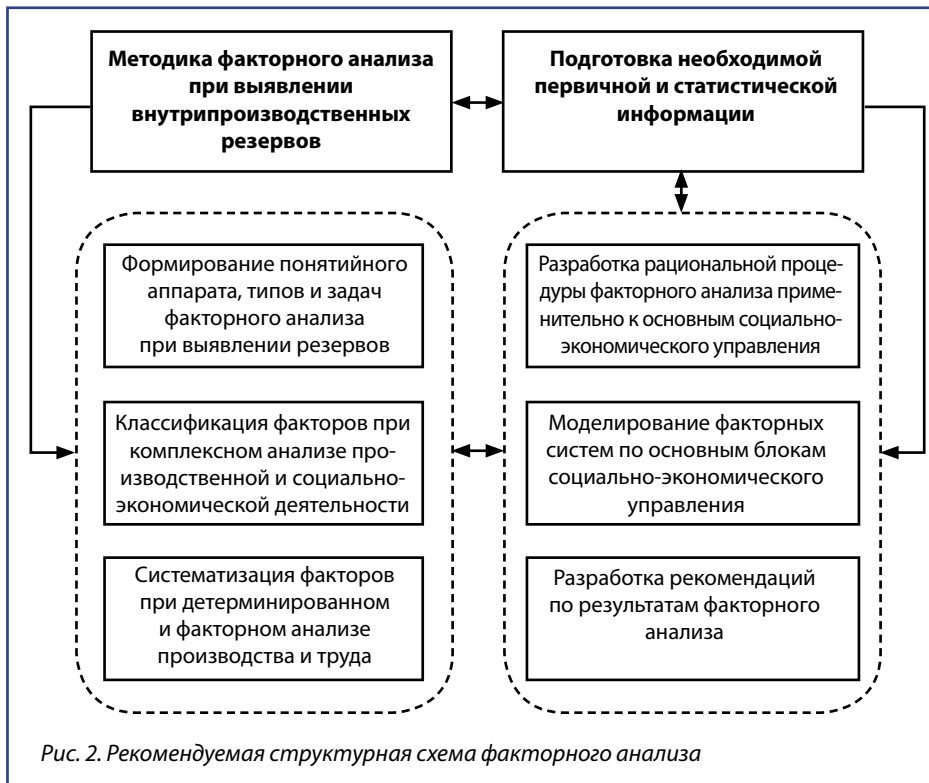 Методика факторного анализа
при выявлении
внутрипроизводственных
резервов
Подготовка необходимой
первичной и статистической
информации
Формирование понятийного
аппарата, типов и задач
факторного анализа
при выявлении резервов
Разработка рациональной проце-
дуры факторного анализа приме-
нительно к основным социально-
экономического управления
Классификация факторов при
комплексном анализе про-
изводственной и социально-
экономической деятельности
Моделирование факторных
систем по основным блокам
социально-экономического
управления
Систематизация факторов
при детерминированном
и факторном анализе
производства и труда
Разработка рекомендаций
по результатам факторного
анализа
Рис. 2. Рекомендуемая структурная схема факторного анализа